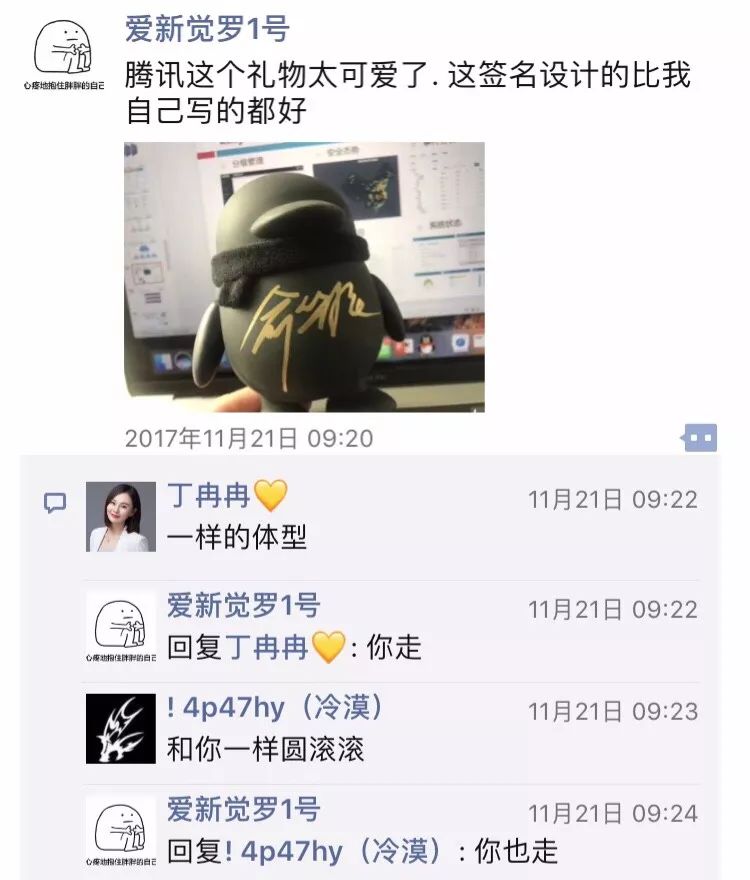 爱新觉罗1号
心疼地抱住胖胖的自己
腾讯这个礼物太可爱了. 这签名设计的比我
自己写的都好
分级管理
安全态势
系统状态
2017年11月21日 09:20
丁冉冉💛
11月21日 09:22
一样的体型
爱新觉罗1号
11月21日 09:22
回复丁冉冉💛: 你走
心疼地抱住胖胖的自己
! 4p47hy（冷漠）
11月21日 09:23
和你一样圆滚滚
爱新觉罗1号
11月21日 09:24
回复! 4p47hy（冷漠）: 你也走
心疼地抱住胖胖的自己